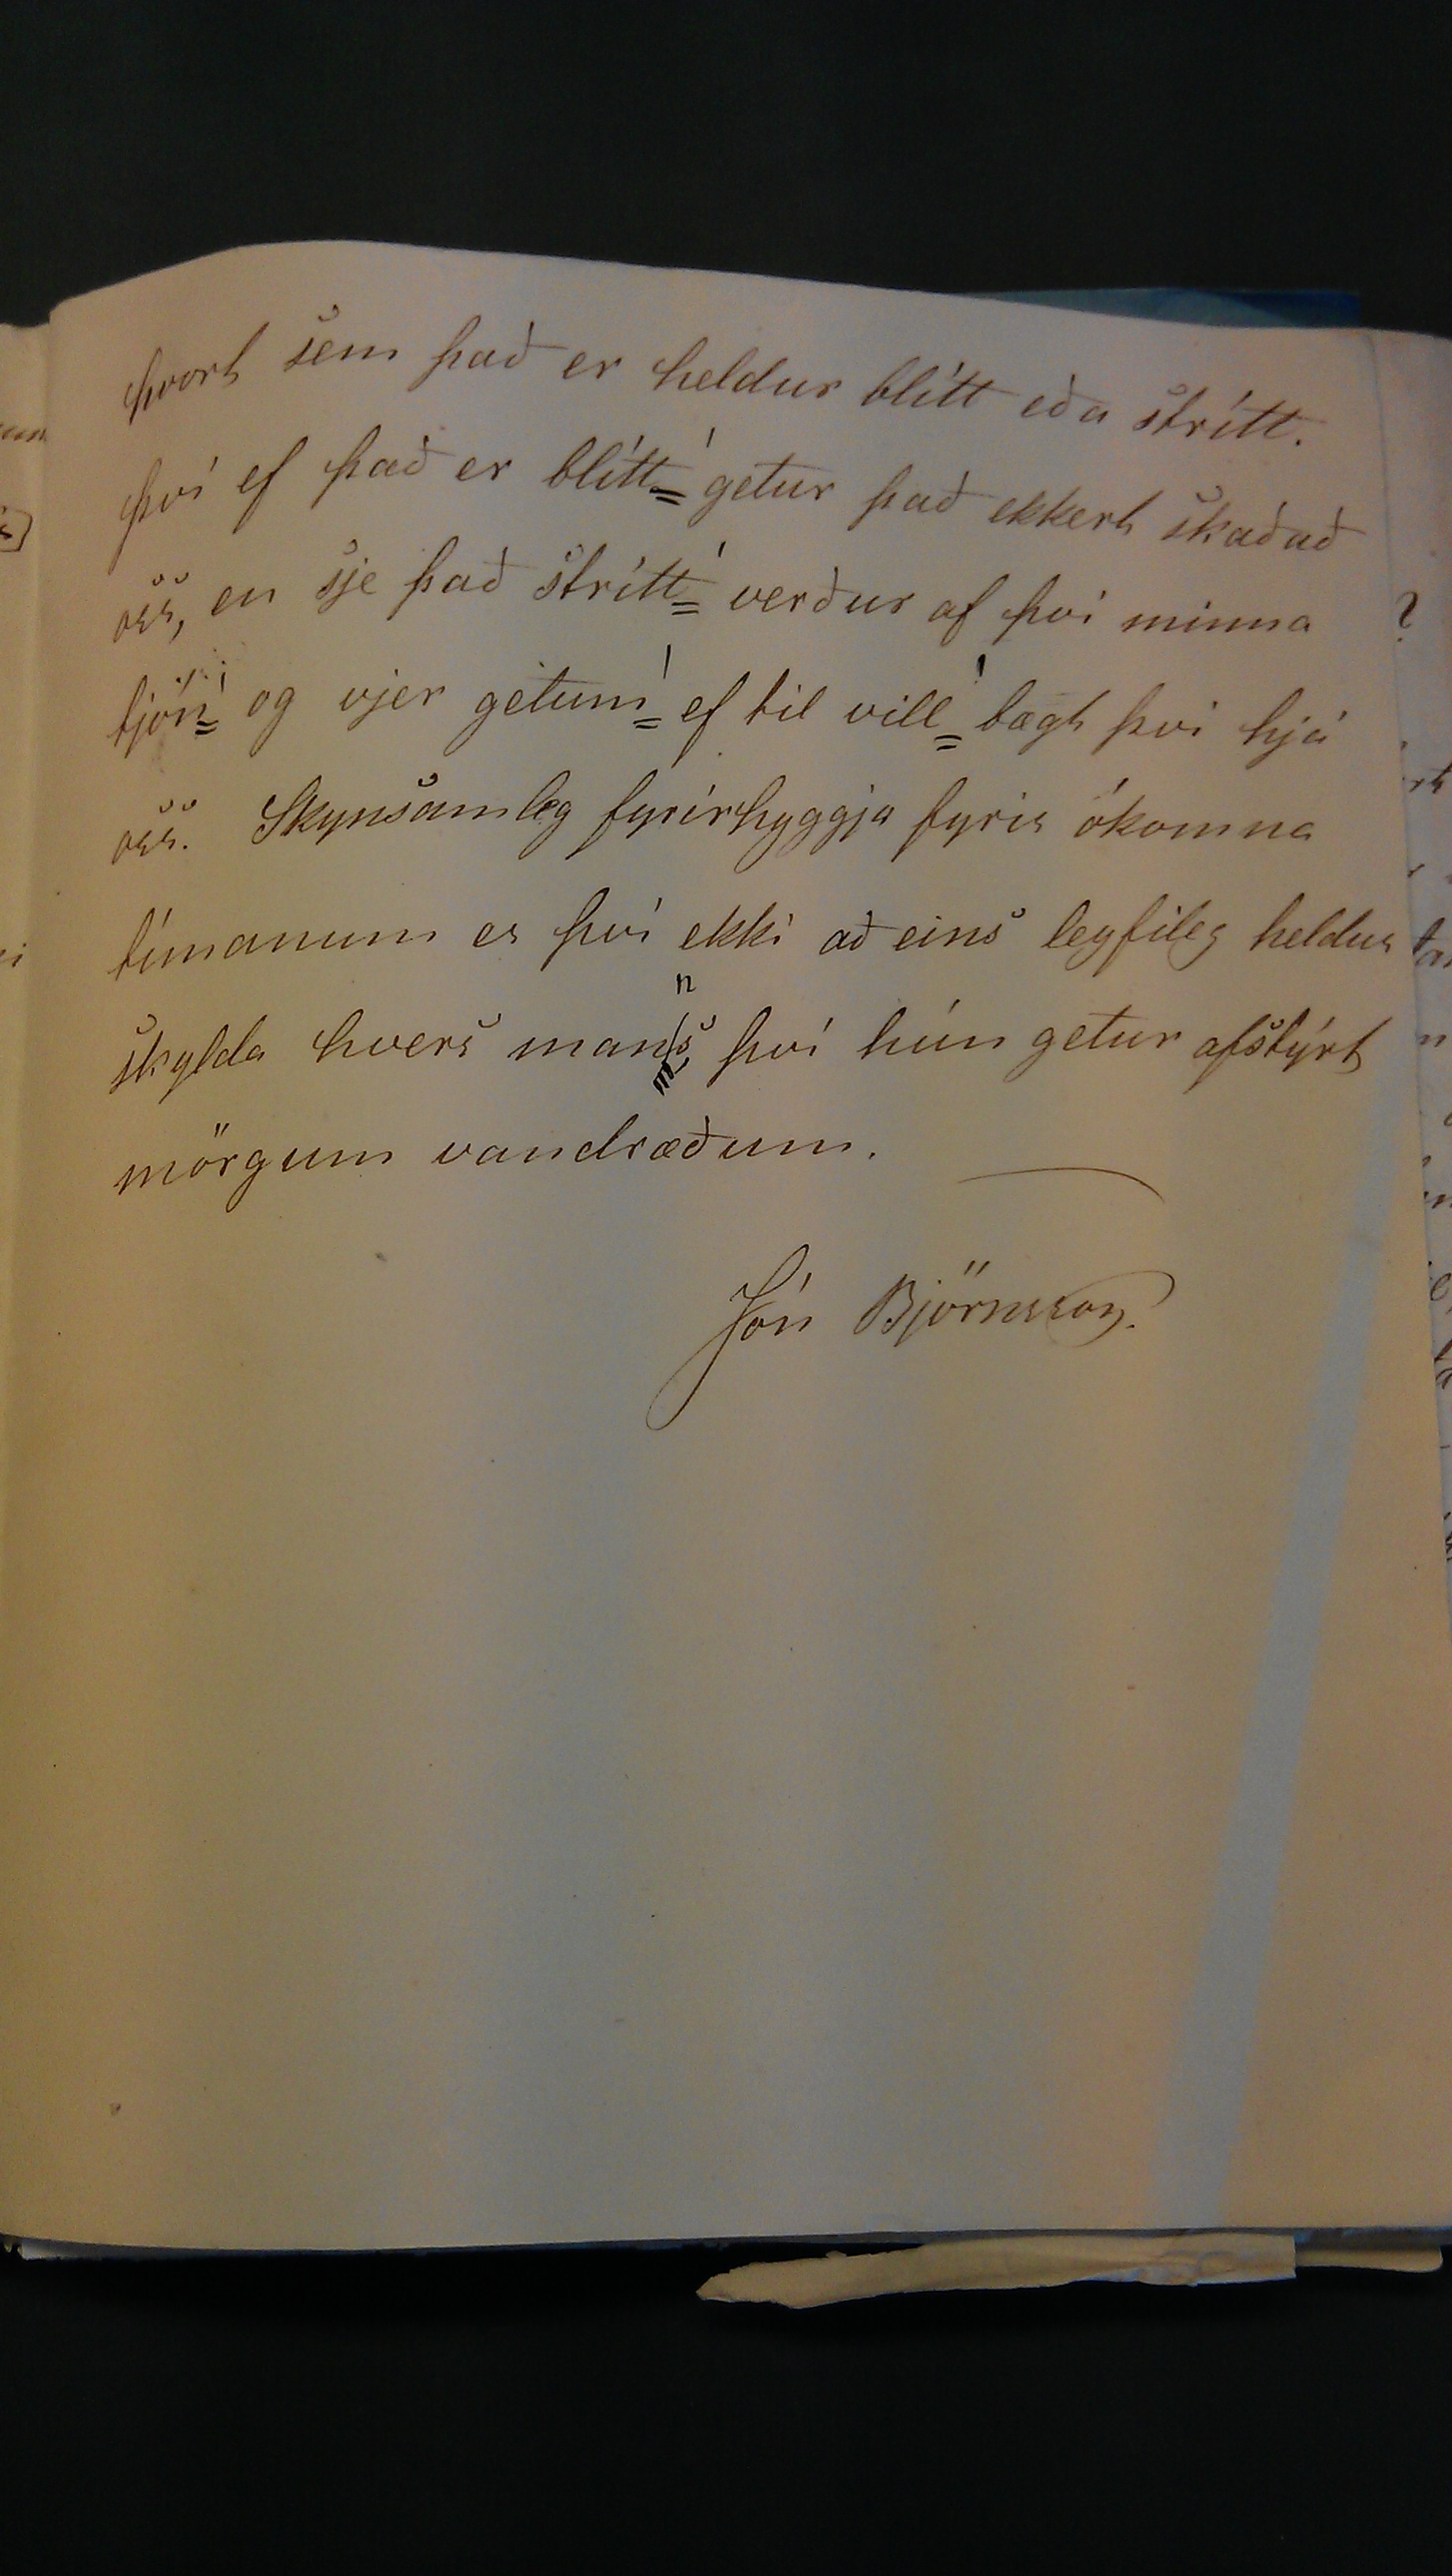 hvort sem það er heldur blítt eða strítt.
því ef það er blítt getur það ekkert skaðað
oss, en sje það strítt verður af því minna
tjón og vjer getum ef til vill bægt því hjá
oss. Skynsamleg fyrirhyggja fyrir ókomna
tímanum er því ekki að eins leyfileg heldur
n
skylda hvers mans því hún getur afstýrt
mörgum vandræðum.
Jón Björnsson.